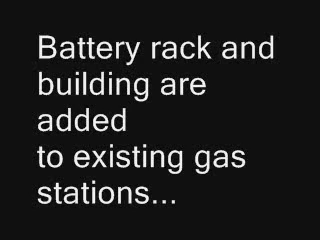 Battery rack and
building are
added
to existing gas
stations...